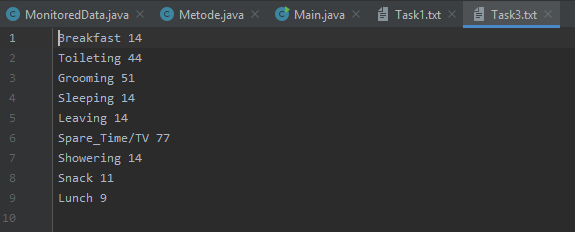 MonitoredData.java Metode.java Main.java Task1.txt Task3.txt
1 Breakfast 14
2 Toileting 44
3 Grooming 51
4 Sleeping 14
5 Leaving 14
6 Spare_Time/TV 77
7 Showering 14
8 Snack 11
9 Lunch 9
10